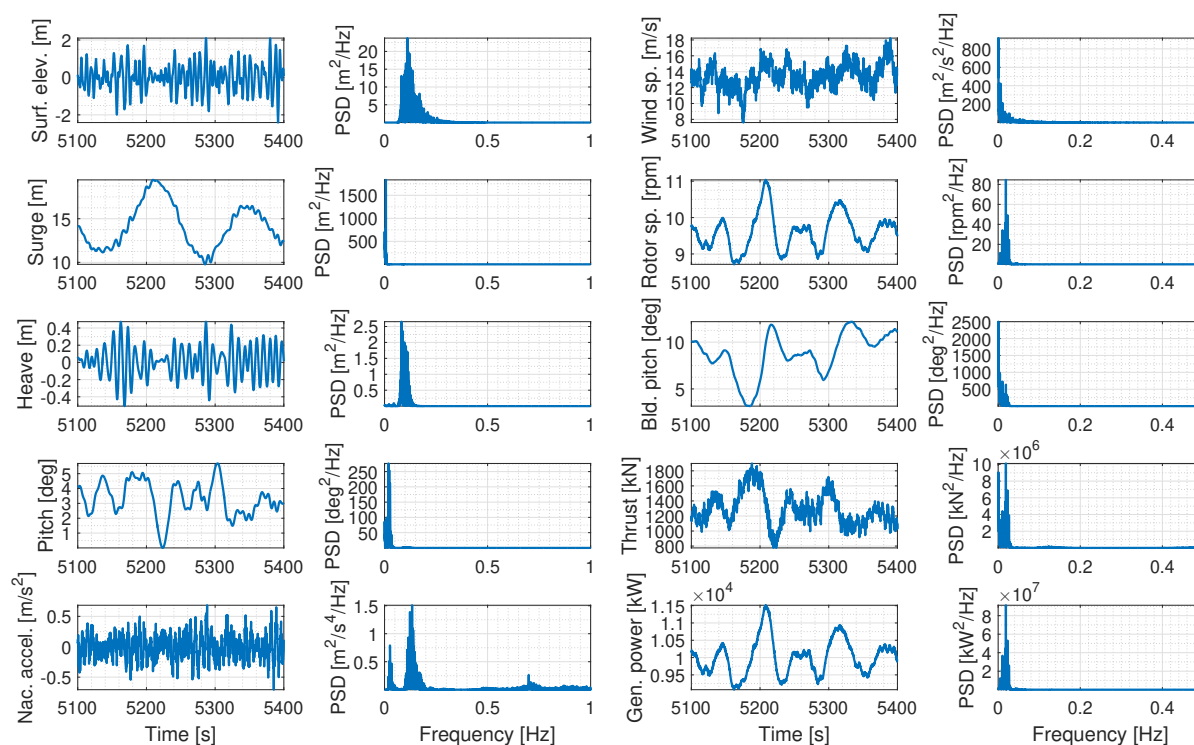 Surf. elev. [m]
2
0
-2
5100 5200 5300 5400
PSD [m²/Hz]
20
15
10
5
0 0.5 1
Wind sp. [m/s]
18
16
14
12
10
8
5100 5200 5300 5400
PSD [m²/s²/Hz]
800
600
400
200
0 0.2 0.4
Surge [m]
15
10
5100 5200 5300 5400
PSD [m²/Hz]
1500
1000
500
0 0.5 1
Rotor sp. [rpm]
11
10
9
5100 5200 5300 5400
PSD [rpm²/Hz]
80
60
40
20
0 0.2 0.4
Heave [m]
0.4
0.2
0
-0.2
-0.4
5100 5200 5300 5400
PSD [m²/Hz]
2.5
2
1.5
1
0.5
0 0.5 1
Bld. pitch [deg]
10
5
5100 5200 5300 5400
PSD [deg²/Hz]
2500
2000
1500
1000
500
0 0.2 0.4
Pitch [deg]
5
4
3
2
1
5100 5200 5300 5400
PSD [deg²/Hz]
250
200
150
100
50
0 0.5 1
Thrust [kN]
1800
1600
1400
1200
1000
800
5100 5200 5300 5400
PSD [kN²/Hz]
×10⁶
10
8
6
4
2
0 0.2 0.4
Nac. accel. [m/s²]
0.5
0
-0.5
5100 5200 5300 5400
Time [s]
PSD [m²/s⁴/Hz]
1.5
1
0.5
0 0.5 1
Frequency [Hz]
Gen. power [kW]
×10⁴
1.15
1.1
1.05
1
0.95
5100 5200 5300 5400
Time [s]
PSD [kW²/Hz]
×10⁷
8
6
4
2
0 0.2 0.4
Frequency [Hz]